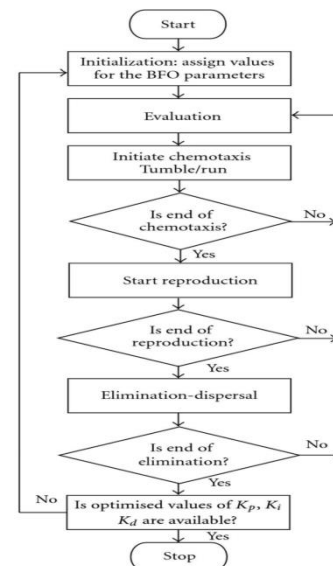 Start
Initialization: assign values
for the BFO parameters
Evaluation
Initiate chemotaxis
Tumble/run
Is end of
chemotaxis?
No
Yes
Start reproduction
Is end of
reproduction?
No
Yes
Elimination-dispersal
Is end of
elimination?
No
Yes
No
Is optimised values of Kp, Ki
Kd are available?
Yes
Stop